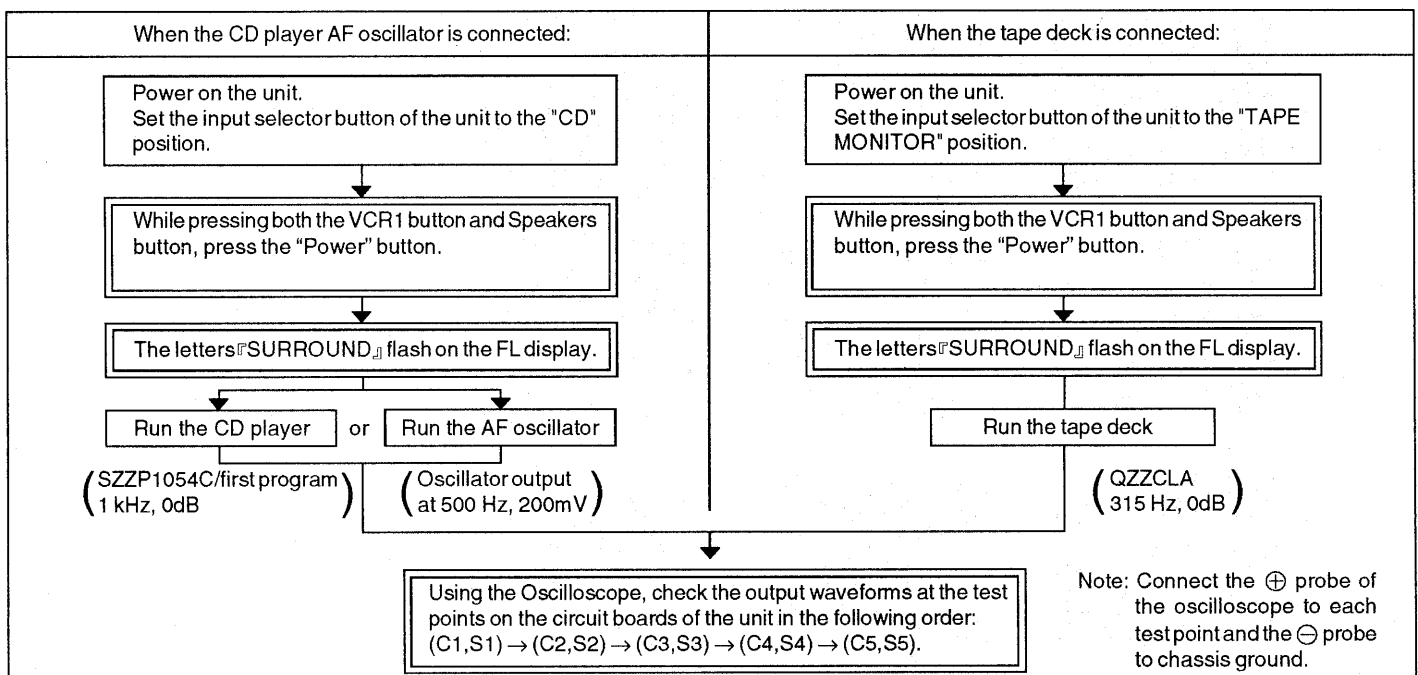 When the CD player AF oscillator is connected:
Power on the unit.
Set the input selector button of the unit to the "CD"
position.
While pressing both the VCR1 button and Speakers
button, press the “Power” button.
The letters『SURROUND』flash on the FL display.
Run the CD player or Run the AF oscillator
(SZZP1054C/first program
1 kHz, 0dB)
(Oscillator output
at 500 Hz, 200mV)
When the tape deck is connected:
Power on the unit.
Set the input selector button of the unit to the "TAPE
MONITOR" position.
While pressing both the VCR1 button and Speakers
button, press the “Power” button.
The letters『SURROUND』flash on the FL display.
Run the tape deck
(QZZCLA
315 Hz, 0dB)
Using the Oscilloscope, check the output waveforms at the test
points on the circuit boards of the unit in the following order:
(C1,S1) → (C2,S2) → (C3,S3) → (C4,S4) → (C5,S5).
Note: Connect the ⊕ probe of
the oscilloscope to each
test point and the ⊖ probe
to chassis ground.